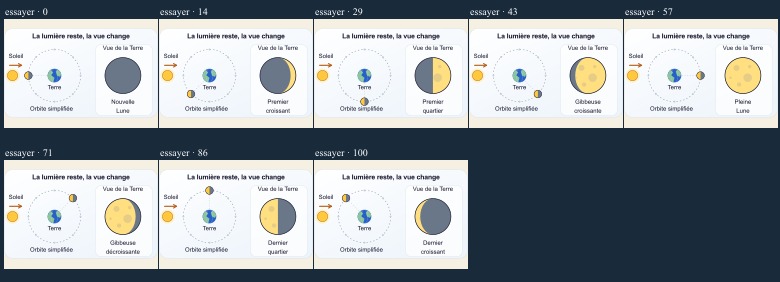 essayer · 0
La lumière reste, la vue change
Soleil
Terre
Orbite simplifiée
Vue de la Terre
Nouvelle
Lune
essayer · 14
La lumière reste, la vue change
Soleil
Terre
Orbite simplifiée
Vue de la Terre
Premier
croissant
essayer · 29
La lumière reste, la vue change
Soleil
Terre
Orbite simplifiée
Vue de la Terre
Premier
quartier
essayer · 43
La lumière reste, la vue change
Soleil
Terre
Orbite simplifiée
Vue de la Terre
Gibbeuse
croissante
essayer · 57
La lumière reste, la vue change
Soleil
Terre
Orbite simplifiée
Vue de la Terre
Pleine
Lune
essayer · 71
La lumière reste, la vue change
Soleil
Terre
Orbite simplifiée
Vue de la Terre
Gibbeuse
décroissante
essayer · 86
La lumière reste, la vue change
Soleil
Terre
Orbite simplifiée
Vue de la Terre
Dernier
quartier
essayer · 100
La lumière reste, la vue change
Soleil
Terre
Orbite simplifiée
Vue de la Terre
Dernier
croissant